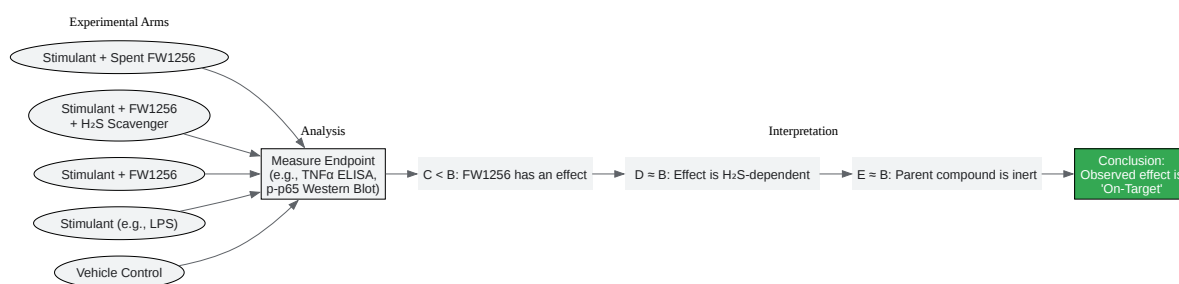 Experimental Arms
Stimulant + Spent FW1256
Stimulant + FW1256
+ H₂S Scavenger
Stimulant + FW1256
Stimulant (e.g., LPS)
Vehicle Control
Analysis
Measure Endpoint
(e.g., TNFα ELISA,
p-p65 Western Blot)
Interpretation
C < B: FW1256 has an effect
D ≈ B: Effect is H₂S-dependent
E ≈ B: Parent compound is inert
Conclusion:
Observed effect is
'On-Target'